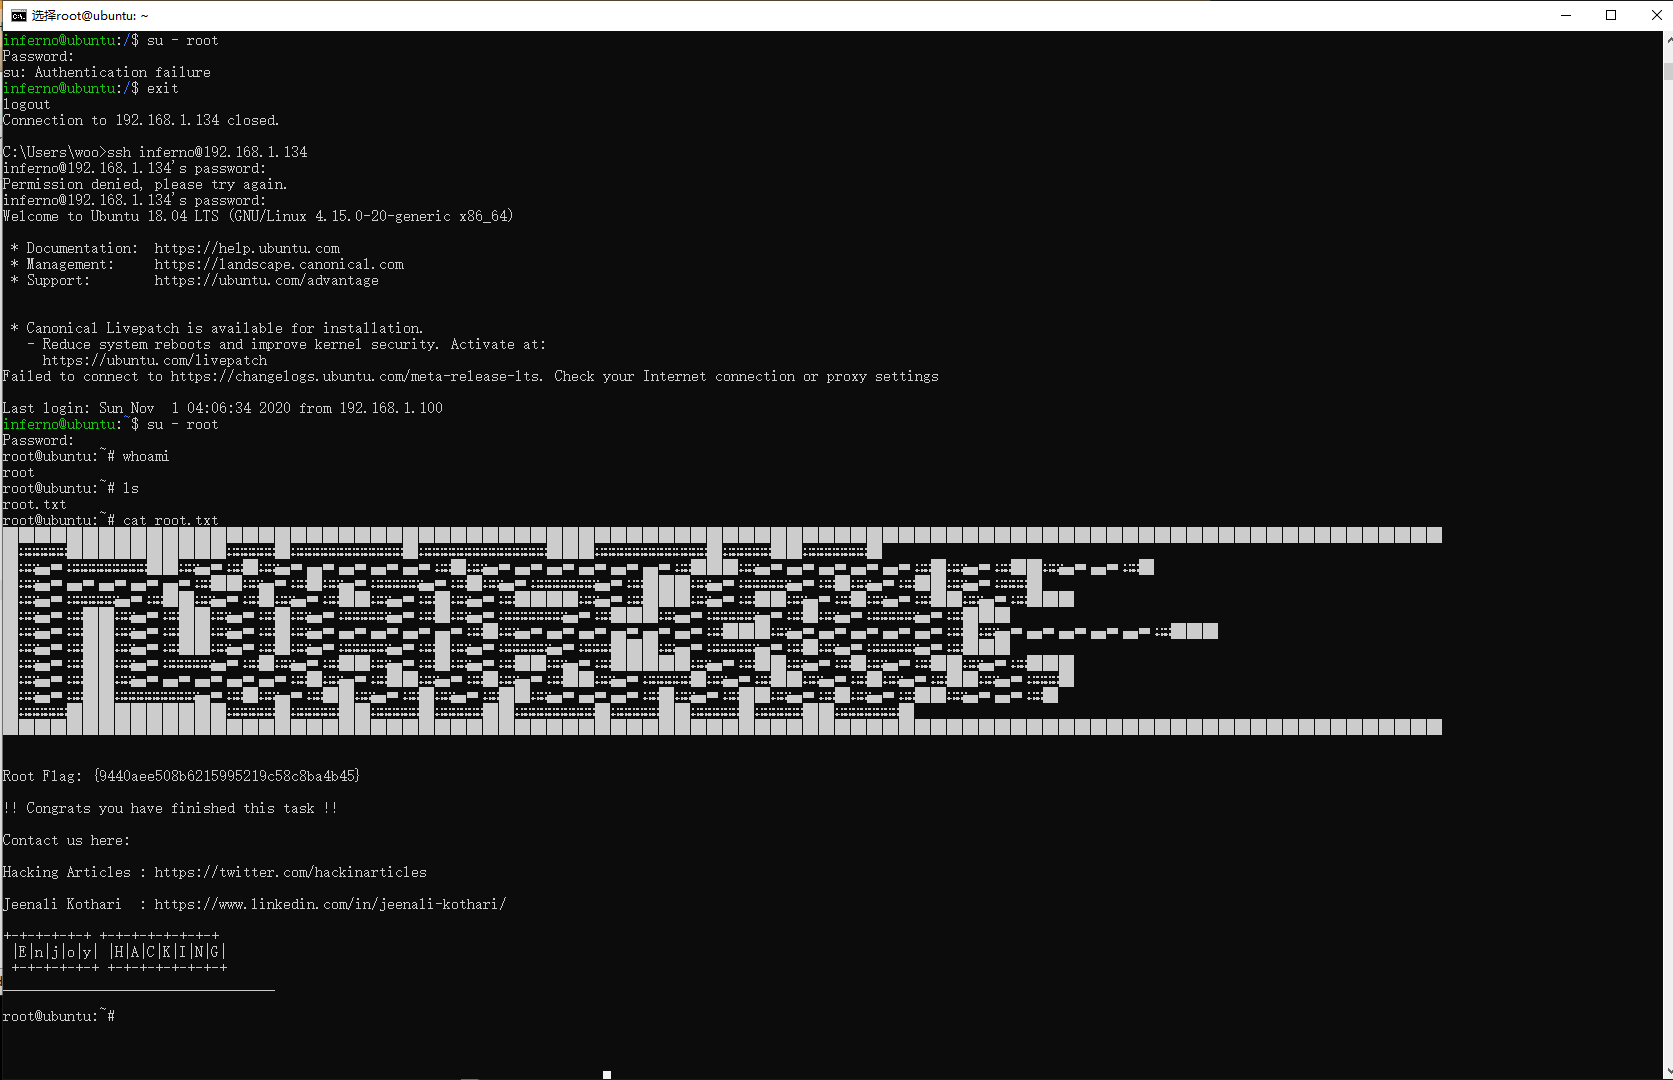 选择root@ubuntu: ~
inferno@ubuntu:/$ su - root
Password:
su: Authentication failure
inferno@ubuntu:/$ exit
logout
Connection to 192.168.1.134 closed.
C:\Users\woo>ssh inferno@192.168.1.134
inferno@192.168.1.134's password:
Permission denied, please try again.
inferno@192.168.1.134's password:
Welcome to Ubuntu 18.04 LTS (GNU/Linux 4.15.0-20-generic x86_64)
* Documentation:  https://help.ubuntu.com
* Management:     https://landscape.canonical.com
* Support:        https://ubuntu.com/advantage
* Canonical Livepatch is available for installation.
- Reduce system reboots and improve kernel security. Activate at:
https://ubuntu.com/livepatch
Failed to connect to https://changelogs.ubuntu.com/meta-release-lts. Check your Internet connection or proxy settings
Last login: Sun Nov  1 04:06:34 2020 from 192.168.1.100
inferno@ubuntu:~$ su - root
Password:
root@ubuntu:~# whoami
root
root@ubuntu:~# ls
root.txt
root@ubuntu:~# cat root.txt
Root Flag: {9440aee508b6215995219c58c8ba4b45}
!! Congrats you have finished this task !!
Contact us here:
Hacking Articles : https://twitter.com/hackinarticles
Jeenali Kothari  : https://www.linkedin.com/in/jeenali-kothari/
+-+-+-+-+-+ +-+-+-+-+-+-+-+
|E|n|j|o|y| |H|A|C|K|I|N|G|
+-+-+-+-+-+ +-+-+-+-+-+-+-+
root@ubuntu:~#